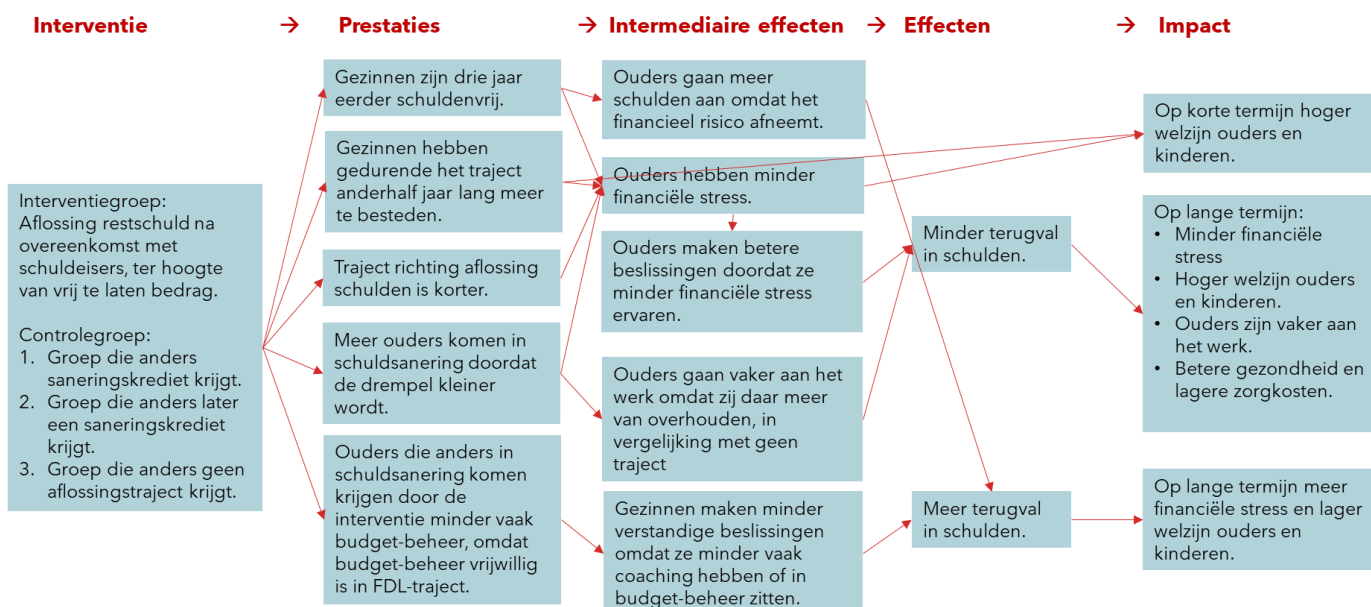 Interventie → Prestaties → Intermediaire effecten → Effecten → Impact
Interventiegroep:
Aflossing restschuld na
overeenkomst met
schuldeisers, ter hoogte
van vrij te laten bedrag.
Controlegroep:
1. Groep die anders
saneringskrediet krijgt.
2. Groep die anders later
een saneringskrediet
krijgt.
3. Groep die anders geen
aflossingstraject krijgt.
Gezinnen zijn drie jaar
eerder schuldenvrij.
Gezinnen hebben
gedurende het traject
anderhalf jaar lang meer
te besteden.
Traject richting aflossing
schulden is korter.
Meer ouders komen in
schuldsanering doordat
de drempel kleiner
wordt.
Ouders die anders in
schuldsanering komen
krijgen door de
interventie minder vaak
budget-beheer, omdat
budget-beheer vrijwillig
is in FDL-traject.
Ouders gaan meer
schulden aan omdat het
financieel risico afneemt.
Ouders hebben minder
financiële stress.
Ouders maken betere
beslissingen doordat ze
minder financiële stress
ervaren.
Ouders gaan vaker aan het
werk omdat zij daar meer
van overhouden, in
vergelijking met geen
traject
Gezinnen maken minder
verstandige beslissingen
omdat ze minder vaak
coaching hebben of in
budget-beheer zitten.
Minder terugval
in schulden.
Meer terugval
in schulden.
Op korte termijn hoger
welzijn ouders en
kinderen.
Op lange termijn:
• Minder financiële
stress
• Hoger welzijn ouders
en kinderen.
• Ouders zijn vaker aan
het werk.
• Betere gezondheid en
lagere zorgkosten.
Op lange termijn meer
financiële stress en lager
welzijn ouders en
kinderen.